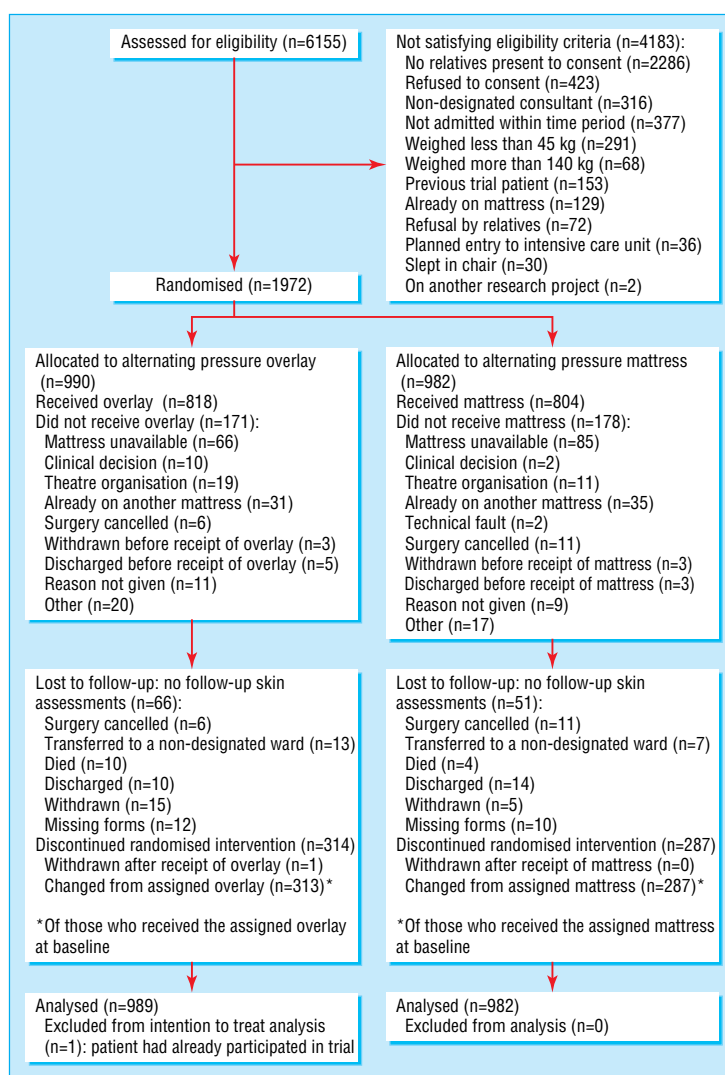 Assessed for eligibility (n=6155)
Not satisfying eligibility criteria (n=4183):
No relatives present to consent (n=2286)
Refused to consent (n=423)
Non-designated consultant (n=316)
Not admitted within time period (n=377)
Weighed less than 45 kg (n=291)
Weighed more than 140 kg (n=68)
Previous trial patient (n=153)
Already on mattress (n=129)
Refusal by relatives (n=72)
Planned entry to intensive care unit (n=36)
Slept in chair (n=30)
On another research project (n=2)
Randomised (n=1972)
Allocated to alternating pressure overlay
(n=990)
Received overlay (n=818)
Did not receive overlay (n=171):
Mattress unavailable (n=66)
Clinical decision (n=10)
Theatre organisation (n=19)
Already on another mattress (n=31)
Surgery cancelled (n=6)
Withdrawn before receipt of overlay (n=3)
Discharged before receipt of overlay (n=5)
Reason not given (n=11)
Other (n=20)
Allocated to alternating pressure mattress
(n=982)
Received mattress (n=804)
Did not receive mattress (n=178):
Mattress unavailable (n=85)
Clinical decision (n=2)
Theatre organisation (n=11)
Already on another mattress (n=35)
Technical fault (n=2)
Surgery cancelled (n=11)
Withdrawn before receipt of mattress (n=3)
Discharged before receipt of mattress (n=3)
Reason not given (n=9)
Other (n=17)
Lost to follow-up: no follow-up skin
assessments (n=66):
Surgery cancelled (n=6)
Transferred to a non-designated ward (n=13)
Died (n=10)
Discharged (n=10)
Withdrawn (n=15)
Missing forms (n=12)
Discontinued randomised intervention (n=314)
Withdrawn after receipt of overlay (n=1)
Changed from assigned overlay (n=313)*
*Of those who received the assigned overlay
at baseline
Lost to follow-up: no follow-up skin
assessments (n=51):
Surgery cancelled (n=11)
Transferred to a non-designated ward (n=7)
Died (n=4)
Discharged (n=14)
Withdrawn (n=5)
Missing forms (n=10)
Discontinued randomised intervention (n=287)
Withdrawn after receipt of mattress (n=0)
Changed from assigned mattress (n=287)*
*Of those who received the assigned mattress
at baseline
Analysed (n=989)
Excluded from intention to treat analysis
(n=1): patient had already participated in trial
Analysed (n=982)
Excluded from analysis (n=0)